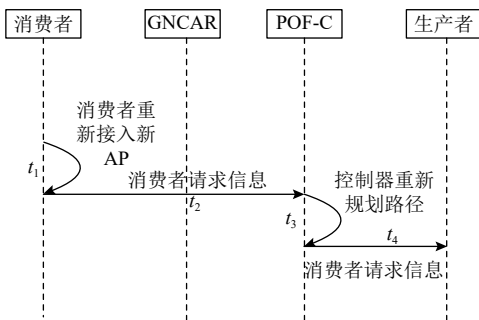 消费者
GNCAR
POF-C
生产者
消费者重
新接入新
AP
t₁
消费者请求信息
t₂
控制器重新
规划路径
t₃
t₄
消费者请求信息